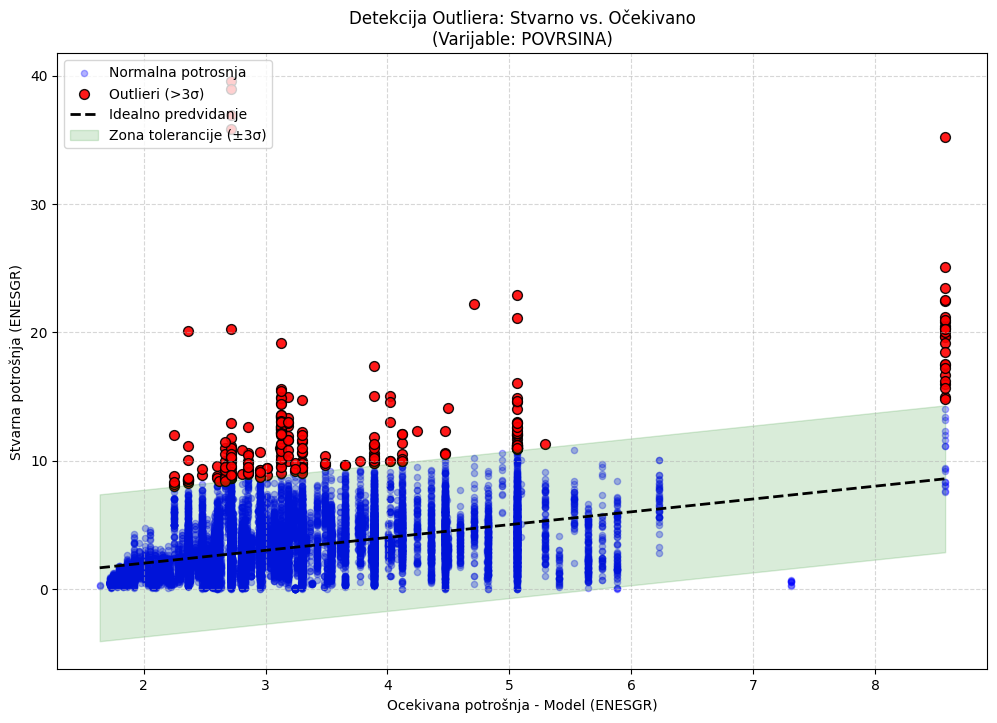 Detekcija Outliera: Stvarno vs. Očekivano
(Varijable: POVRSINA)
Normalna potrosnja
Outlieri (>3σ)
Idealno predvidanje
Zona tolerancije (±3σ)
Stvarna potrošnja (ENESGR)
40
30
20
10
0
2
3
4
5
6
7
8
Ocekivana potrošnja - Model (ENESGR)